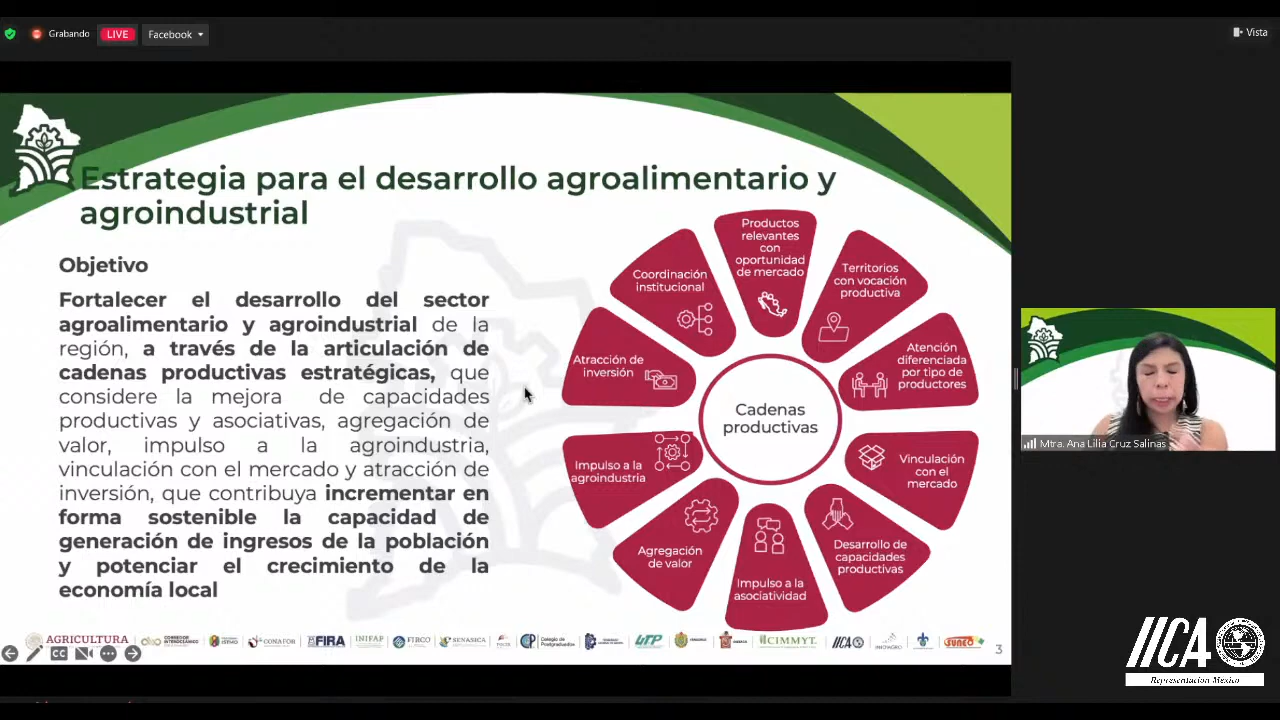 Grabando
LIVE
Facebook
Vista
Estrategia para el desarrollo agroalimentario y
agroindustrial
Objetivo
Fortalecer el desarrollo del sector
agroalimentario y agroindustrial de la
región, a través de la articulación de
cadenas productivas estratégicas, que
considere la mejora de capacidades
productivas y asociativas, agregación de
valor, impulso a la agroindustria,
vinculación con el mercado y atracción de
inversión, que contribuya incrementar en
forma sostenible la capacidad de
generación de ingresos de la población
y potenciar el crecimiento de la
economía local
Productos
relevantes
con
oportunidad
de mercado
Territorios
con vocación
productiva
Atención
diferenciada
por tipo de
productores
Vinculación
con el
mercado
Desarrollo de
capacidades
productivas
Impulso a la
asociatividad
Agregación
de valor
Impulso a la
agroindustria
Atracción de
inversión
Coordinación
institucional
Cadenas
productivas
Mtra. Ana Lilia Cruz Salinas
AGRICULTURA
CONAFOR
FIRA
INIFAP
FIRCO
SENASICA
CP
Colegio de
Postgraduados
UTP
CIMMYT
IICA
SUNEO
CC
3
IICA
Representación México